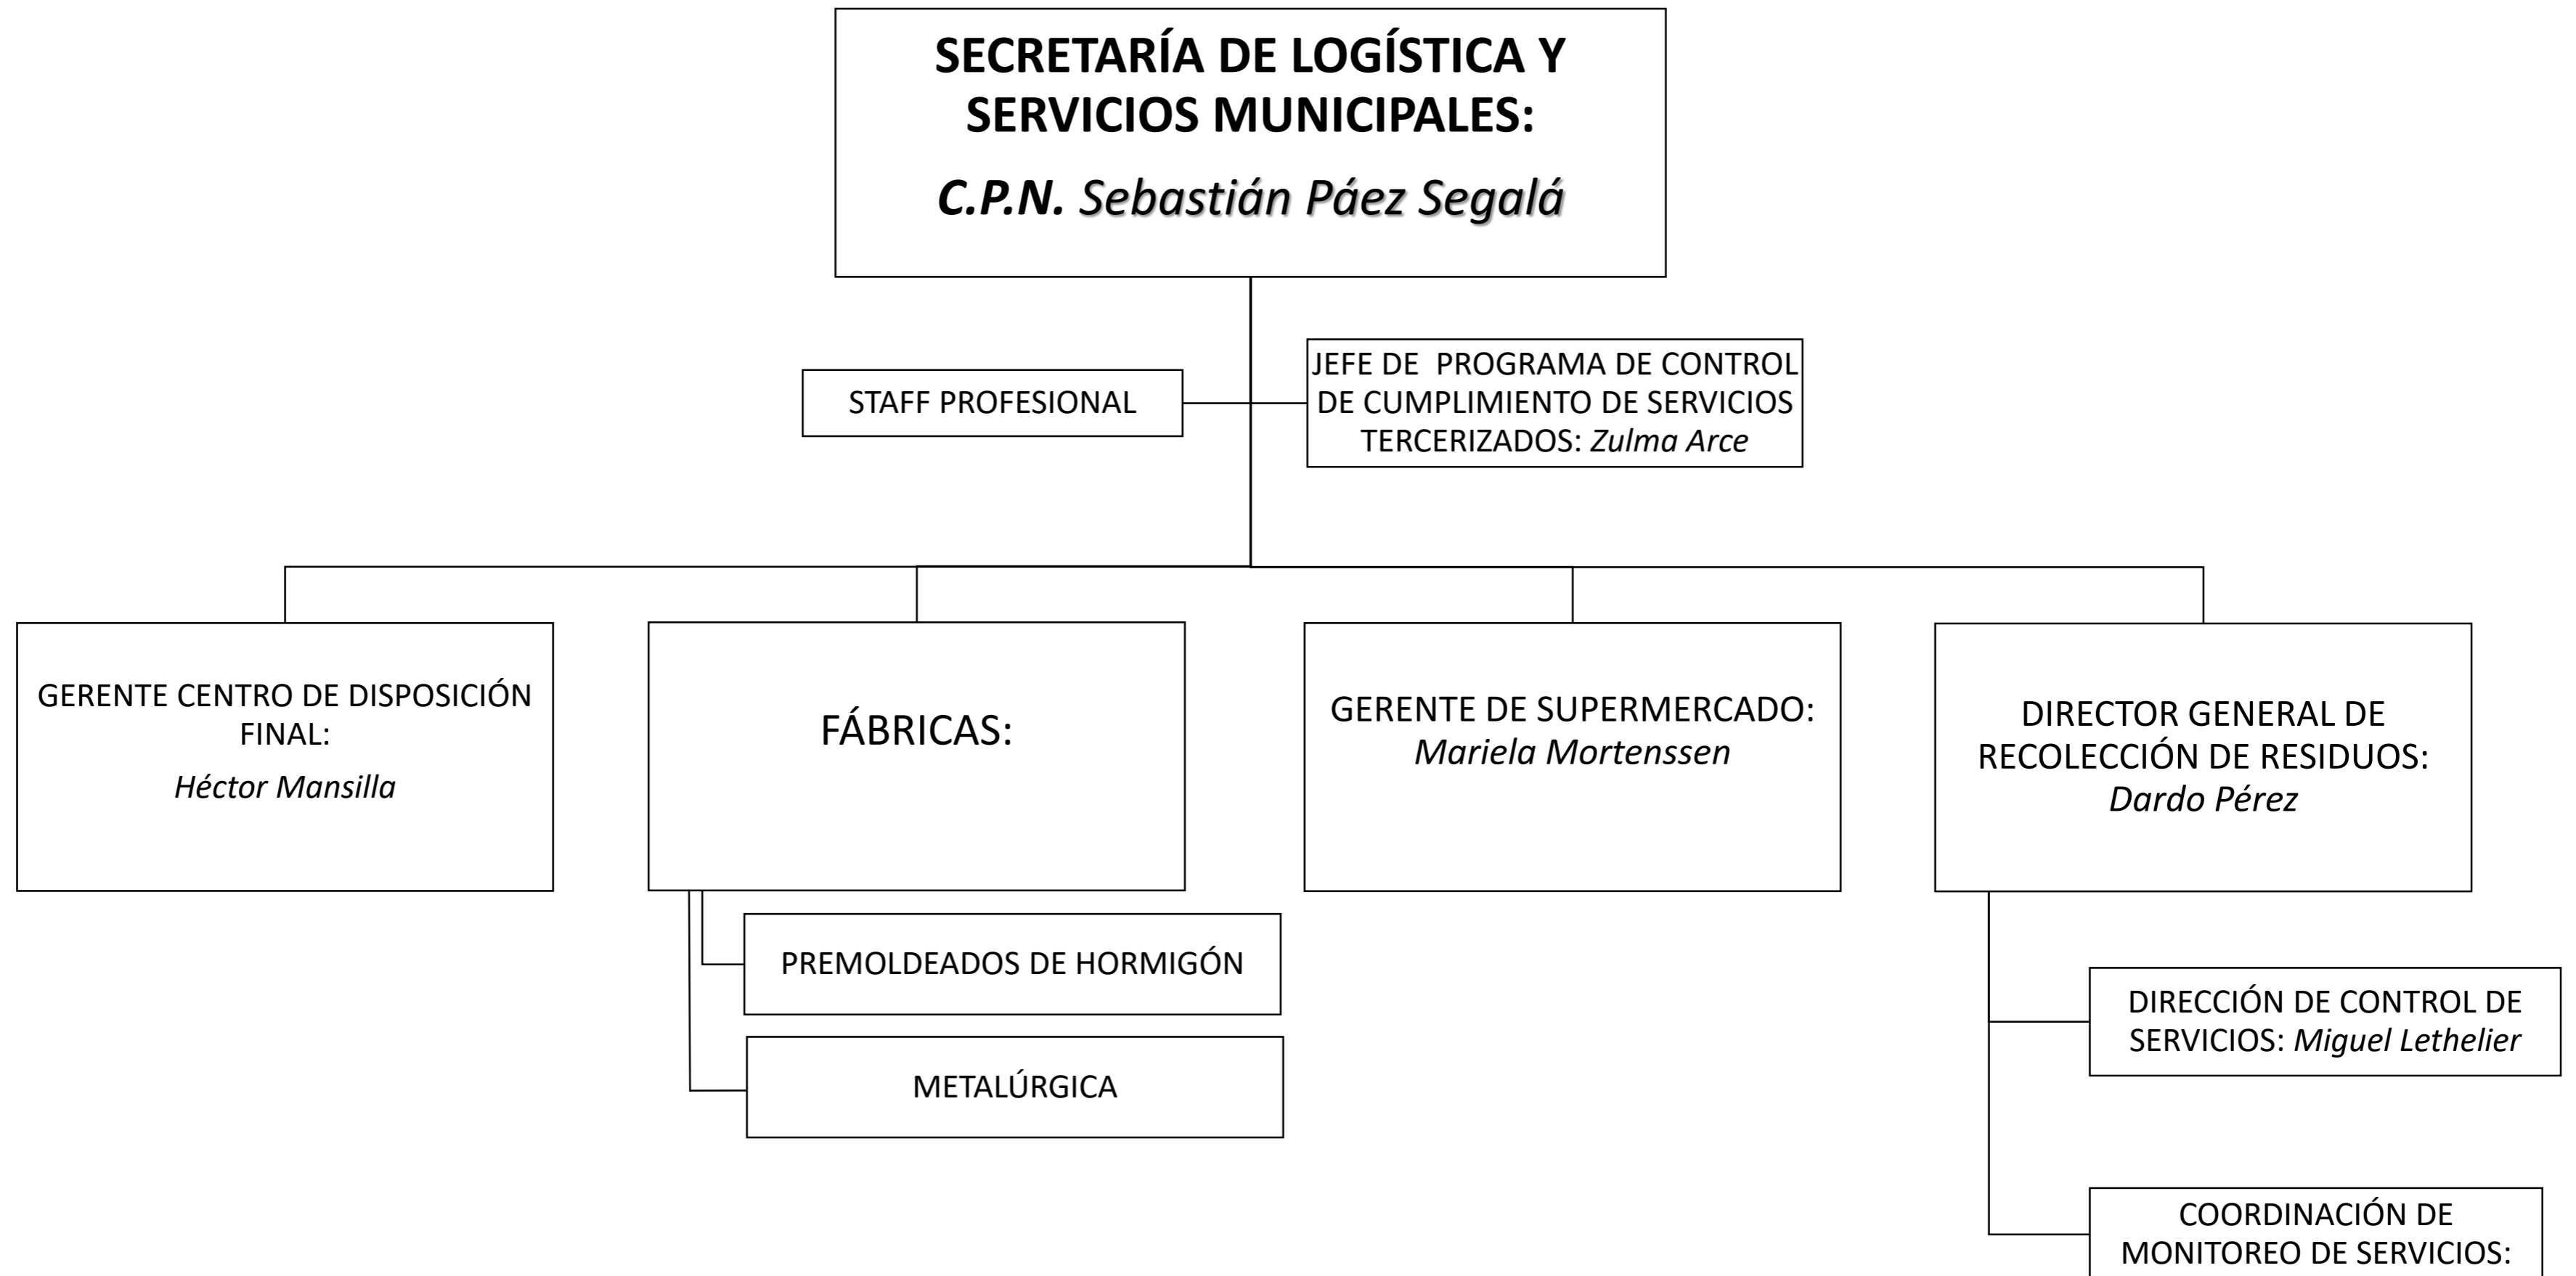 SECRETARÍA DE LOGÍSTICA Y
SERVICIOS MUNICIPALES:
C.P.N. Sebastián Páez Segalá
STAFF PROFESIONAL
JEFE DE PROGRAMA DE CONTROL
DE CUMPLIMIENTO DE SERVICIOS
TERCERIZADOS: Zulma Arce
GERENTE CENTRO DE DISPOSICIÓN
FINAL:
Héctor Mansilla
FÁBRICAS:
PREMOLDEADOS DE HORMIGÓN
METALÚRGICA
GERENTE DE SUPERMERCADO:
Mariela Mortenssen
DIRECTOR GENERAL DE
RECOLECCIÓN DE RESIDUOS:
Dardo Pérez
DIRECCIÓN DE CONTROL DE
SERVICIOS: Miguel Lethelier
COORDINACIÓN DE
MONITOREO DE SERVICIOS: